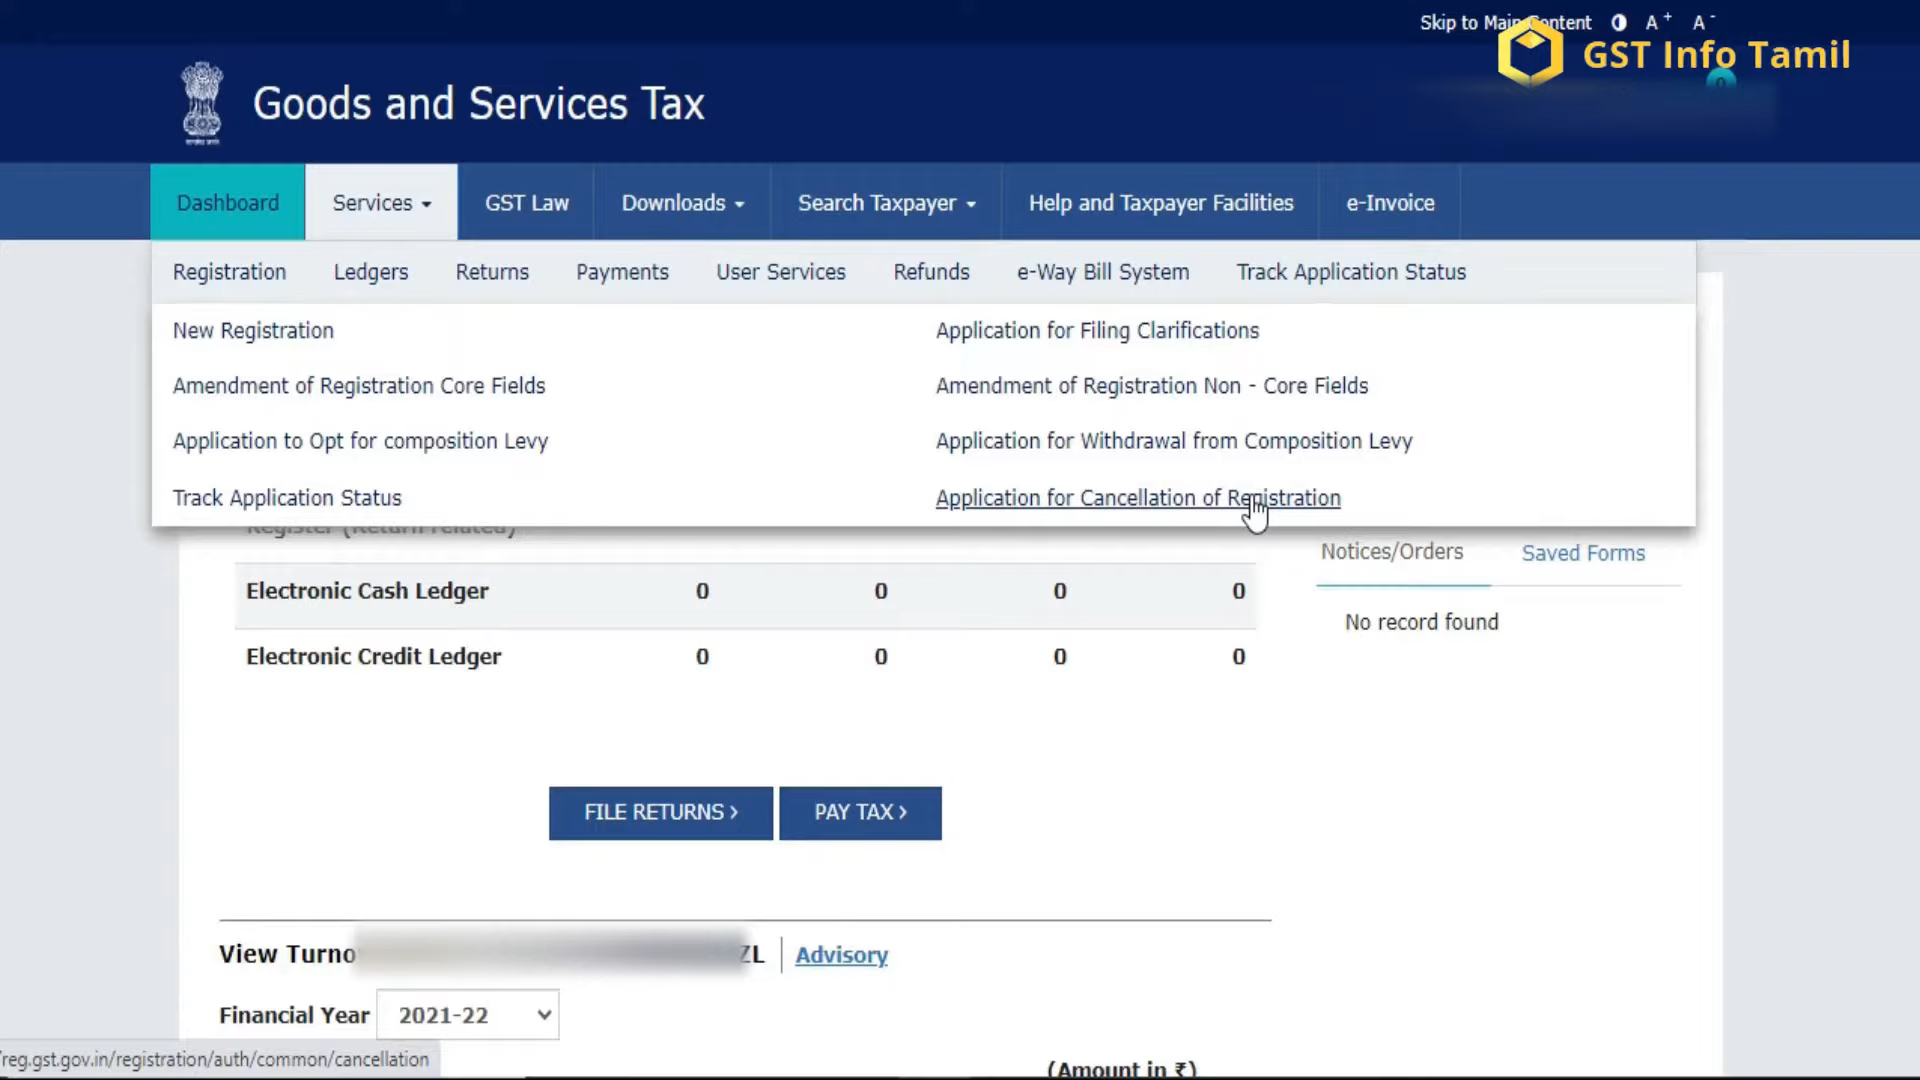 Skip to Main Content A+ A-
GST Info Tamil
Goods and Services Tax
Dashboard Services GST Law Downloads Search Taxpayer Help and Taxpayer Facilities e-Invoice
Registration Ledgers Returns Payments User Services Refunds e-Way Bill System Track Application Status
New Registration Application for Filing Clarifications
Amendment of Registration Core Fields Amendment of Registration Non - Core Fields
Application to Opt for composition Levy Application for Withdrawal from Composition Levy
Track Application Status Application for Cancellation of Registration
Register (Return related)
Notices/Orders Saved Forms
Electronic Cash Ledger 0 0 0 0
No record found
Electronic Credit Ledger 0 0 0 0
FILE RETURNS › PAY TAX ›
View Turno ZL Advisory
Financial Year 2021-22
reg.gst.gov.in/registration/auth/common/cancellation
(Amount in ₹)